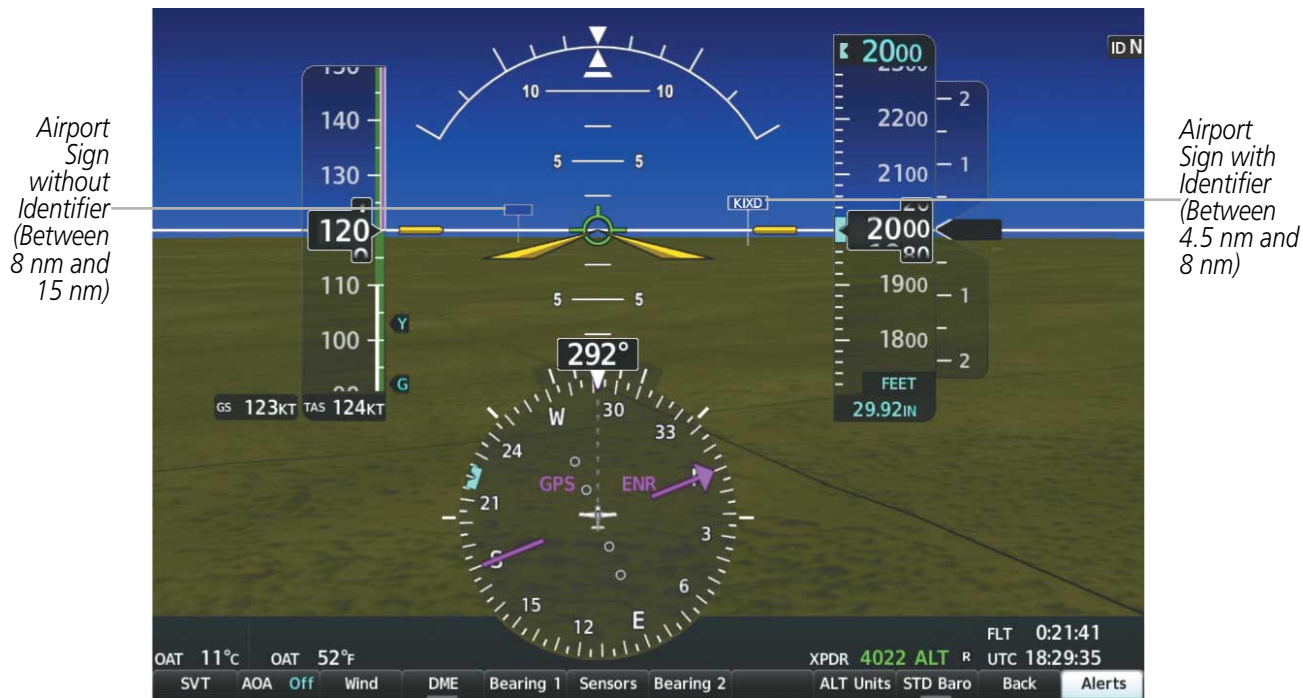 Airport
Sign
without
Identifier
(Between
8 nm and
15 nm)
Airport
Sign with
Identifier
(Between
4.5 nm and
8 nm)
ID N
140
130
120
110
100
Y
G
GS 123KT
TAS 124KT
10 10
5 5
5 5
KIXD
2000
2200
2100
2000
20
80
1900
1800
FEET
29.92IN
2
1
1
2
292°
W
30
33
24
21
S
15
12
E
6
3
GPS ENR
OAT 11°C OAT 52°F
XPDR 4022 ALT R
FLT 0:21:41
UTC 18:29:35
SVT AOA Off Wind DME Bearing 1 Sensors Bearing 2 ALT Units STD Baro Back Alerts